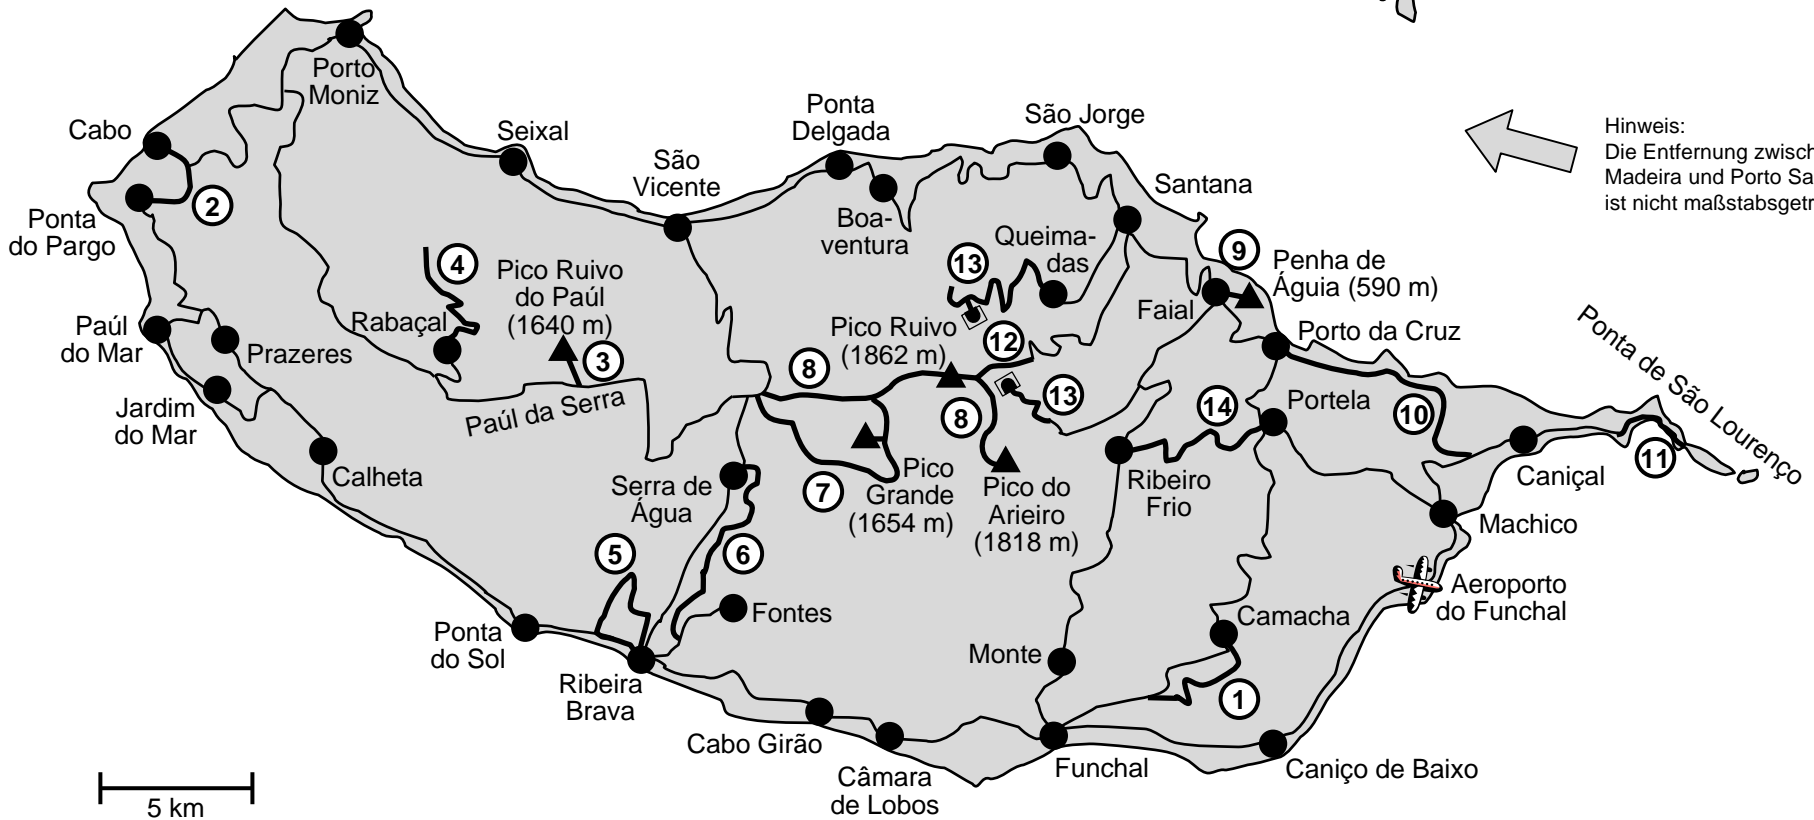 Porto
Moniz
Cabo
2
Ponta
do Pargo
Seixal
São
Vicente
Ponta
Delgada
São Jorge
Hinweis:
Die Entfernung zwisch
Madeira und Porto Sa
ist nicht maßstabsgetr
Santana
Boa-
ventura
Queima-
das
13
9
Penha de
Águia (590 m)
Faial
4
Pico Ruivo
do Paúl
(1640 m)
Rabaçal
3
Paúl da Serra
Paúl
do Mar
Prazeres
Jardim
do Mar
Calheta
Pico Ruivo
(1862 m)
12
8
8
13
Porto da Cruz
Ponta de São Lourenço
14
Portela
10
11
Caniçal
Machico
Serra de
Água
7
Pico
Grande
(1654 m)
Pico do
Arieiro
(1818 m)
Ribeiro
Frio
5
6
Fontes
Aeroporto
do Funchal
Camacha
Monte
1
Ponta
do Sol
Ribeira
Brava
Cabo Girão
Câmara
de Lobos
Funchal
Caniço de Baixo
5 km